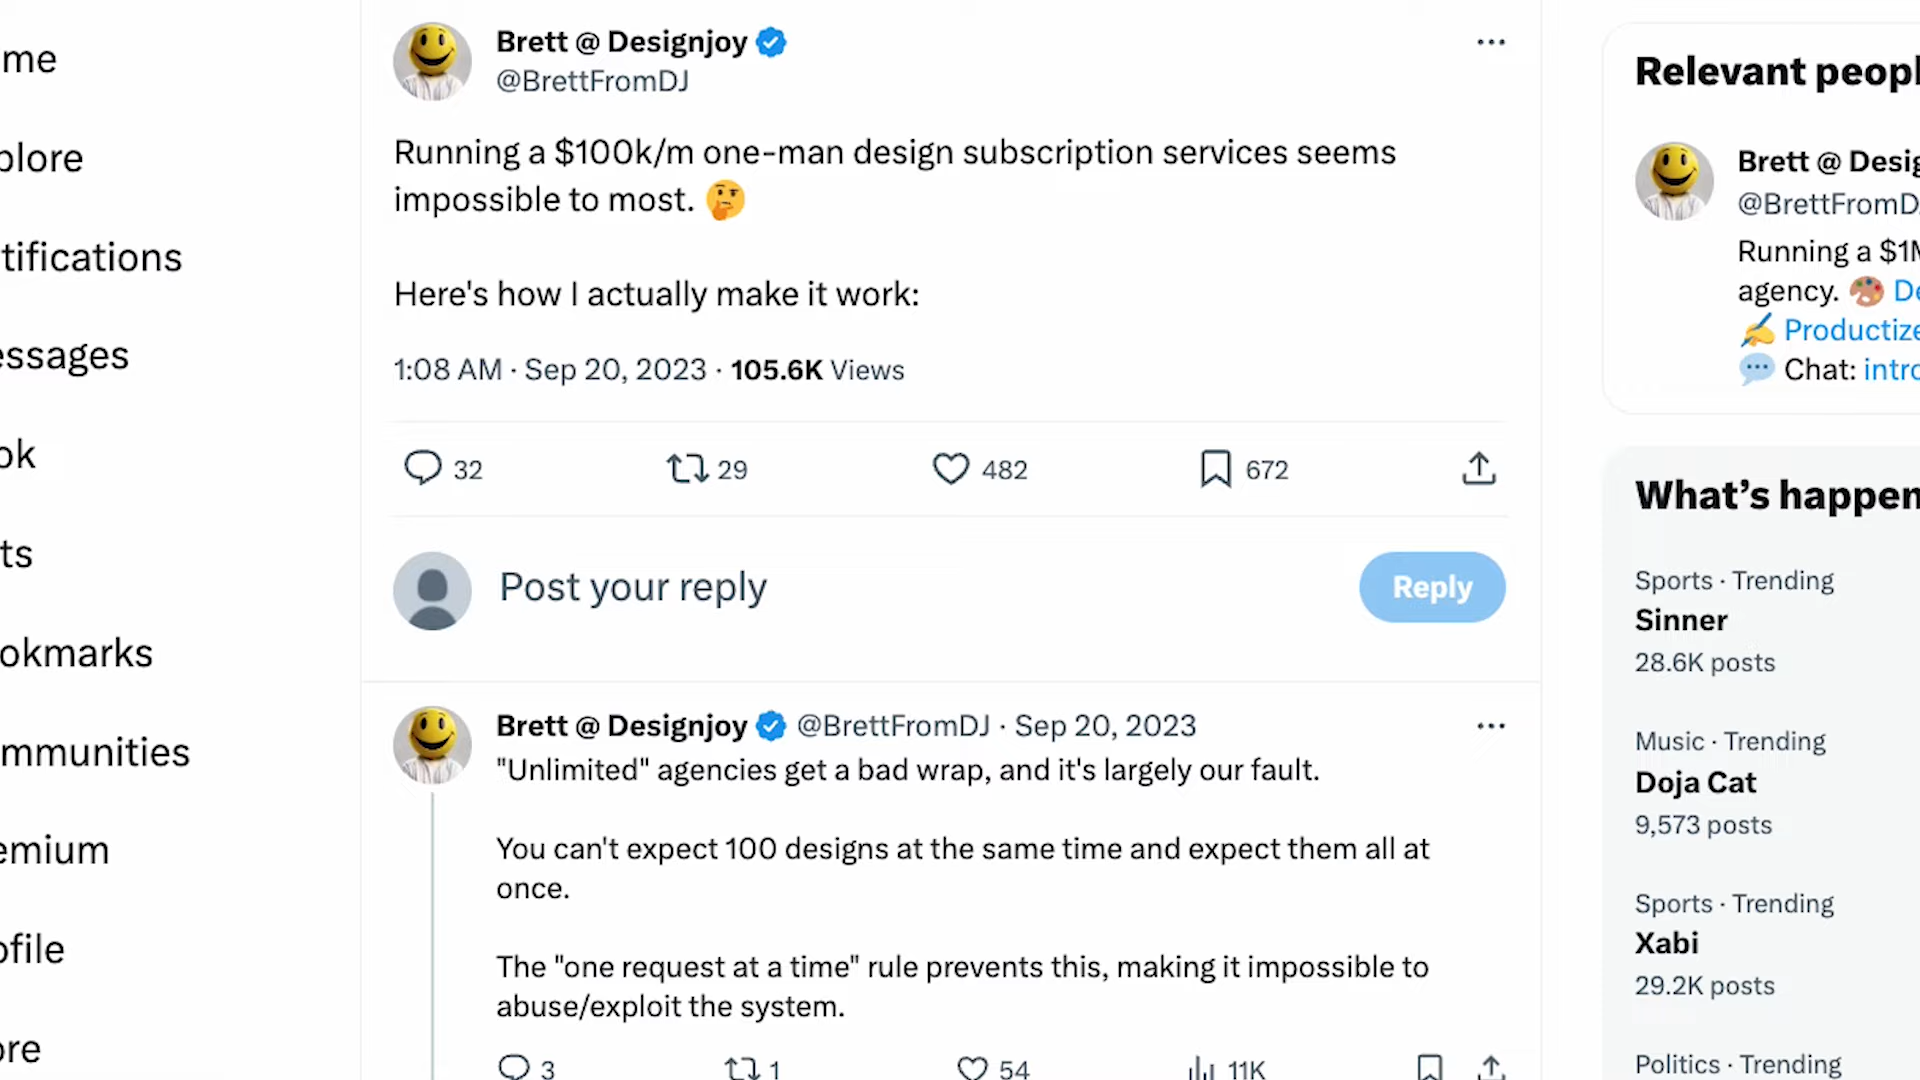 me
plore
tifications
essages
ok
ts
okmarks
mmunities
emium
ofile
ore
Brett @ Designjoy
@BrettFromDJ
Running a $100k/m one-man design subscription services seems
impossible to most. 🤔
Here's how I actually make it work:
1:08 AM · Sep 20, 2023 · 105.6K Views
32 29 482 672
Post your reply
Reply
Brett @ Designjoy @BrettFromDJ · Sep 20, 2023
"Unlimited" agencies get a bad wrap, and it's largely our fault.
You can't expect 100 designs at the same time and expect them all at
once.
The "one request at a time" rule prevents this, making it impossible to
abuse/exploit the system.
3 1 54 11K
Relevant peopl
Brett @ Desig
@BrettFromD
Running a $1M
agency. 🎨 De
✍️ Productize
💬 Chat: intro
What's happen
Sports · Trending
Sinner
28.6K posts
Music · Trending
Doja Cat
9,573 posts
Sports · Trending
Xabi
29.2K posts
Politics · Trending